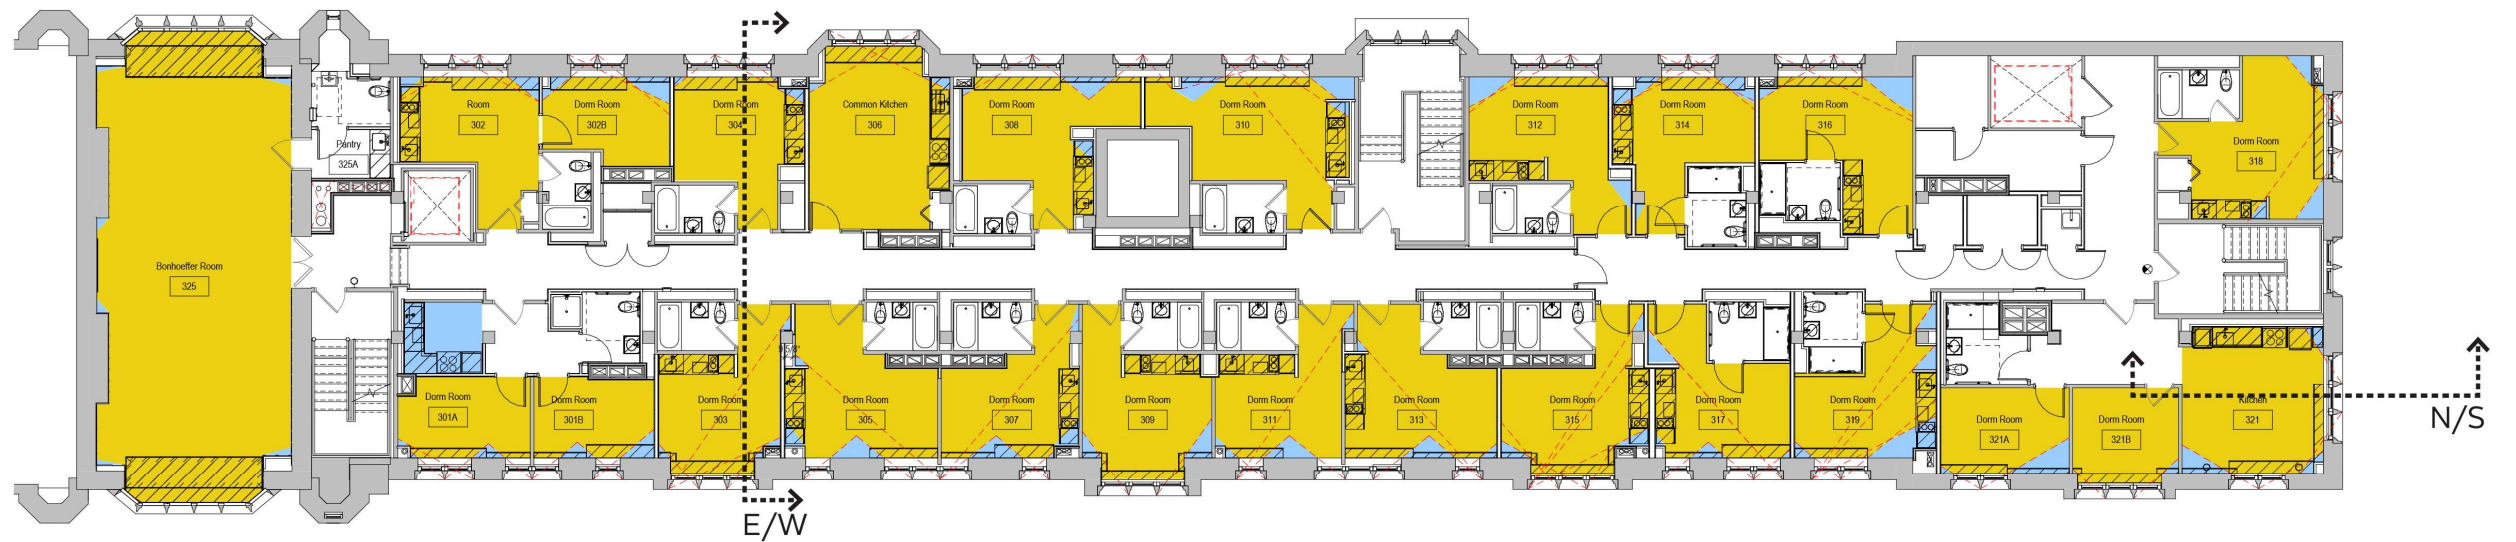 Room
302
Dorm Room
302B
Dorm Room
304
Common Kitchen
306
Dorm Room
308
Dorm Room
310
Dorm Room
312
Dorm Room
314
Dorm Room
316
Dorm Room
318
Pantry
325A
Bonhoeffer Room
325
Dorm Room
301A
Dorm Room
301B
Dorm Room
303
9 5/8"
Dorm Room
305
Dorm Room
307
Dorm Room
309
Dorm Room
311
Dorm Room
313
Dorm Room
315
Dorm Room
317
Dorm Room
319
Dorm Room
321A
Dorm Room
321B
Kitchen
321
N/S
E/W